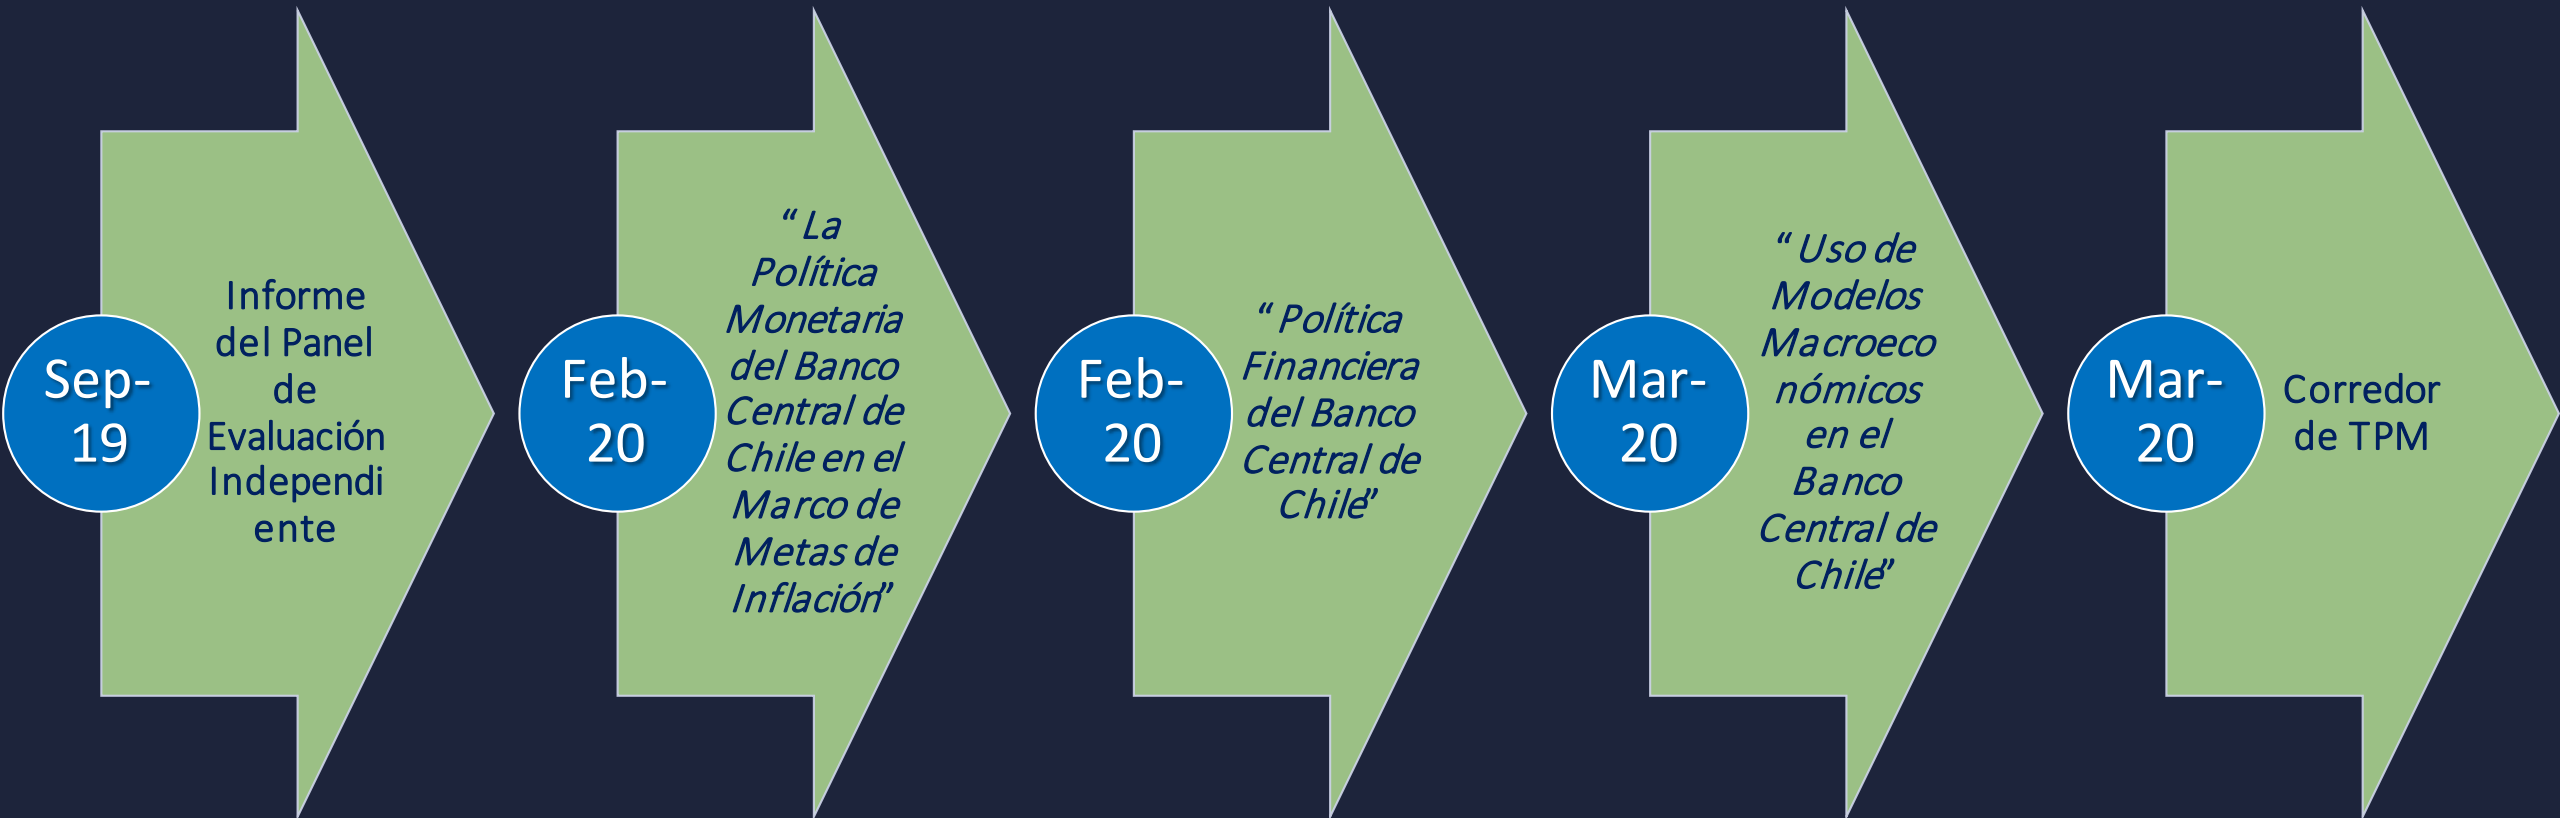 Sep-
19
Informe
del Panel
de
Evaluación
Independi
ente
Feb-
20
“La
Política
Monetaria
del Banco
Central de
Chile en el
Marco de
Metas de
Inflación”
Feb-
20
“Política
Financiera
del Banco
Central de
Chile”
Mar-
20
“Uso de
Modelos
Macroeco
nómicos
en el
Banco
Central de
Chile”
Mar-
20
Corredor
de TPM